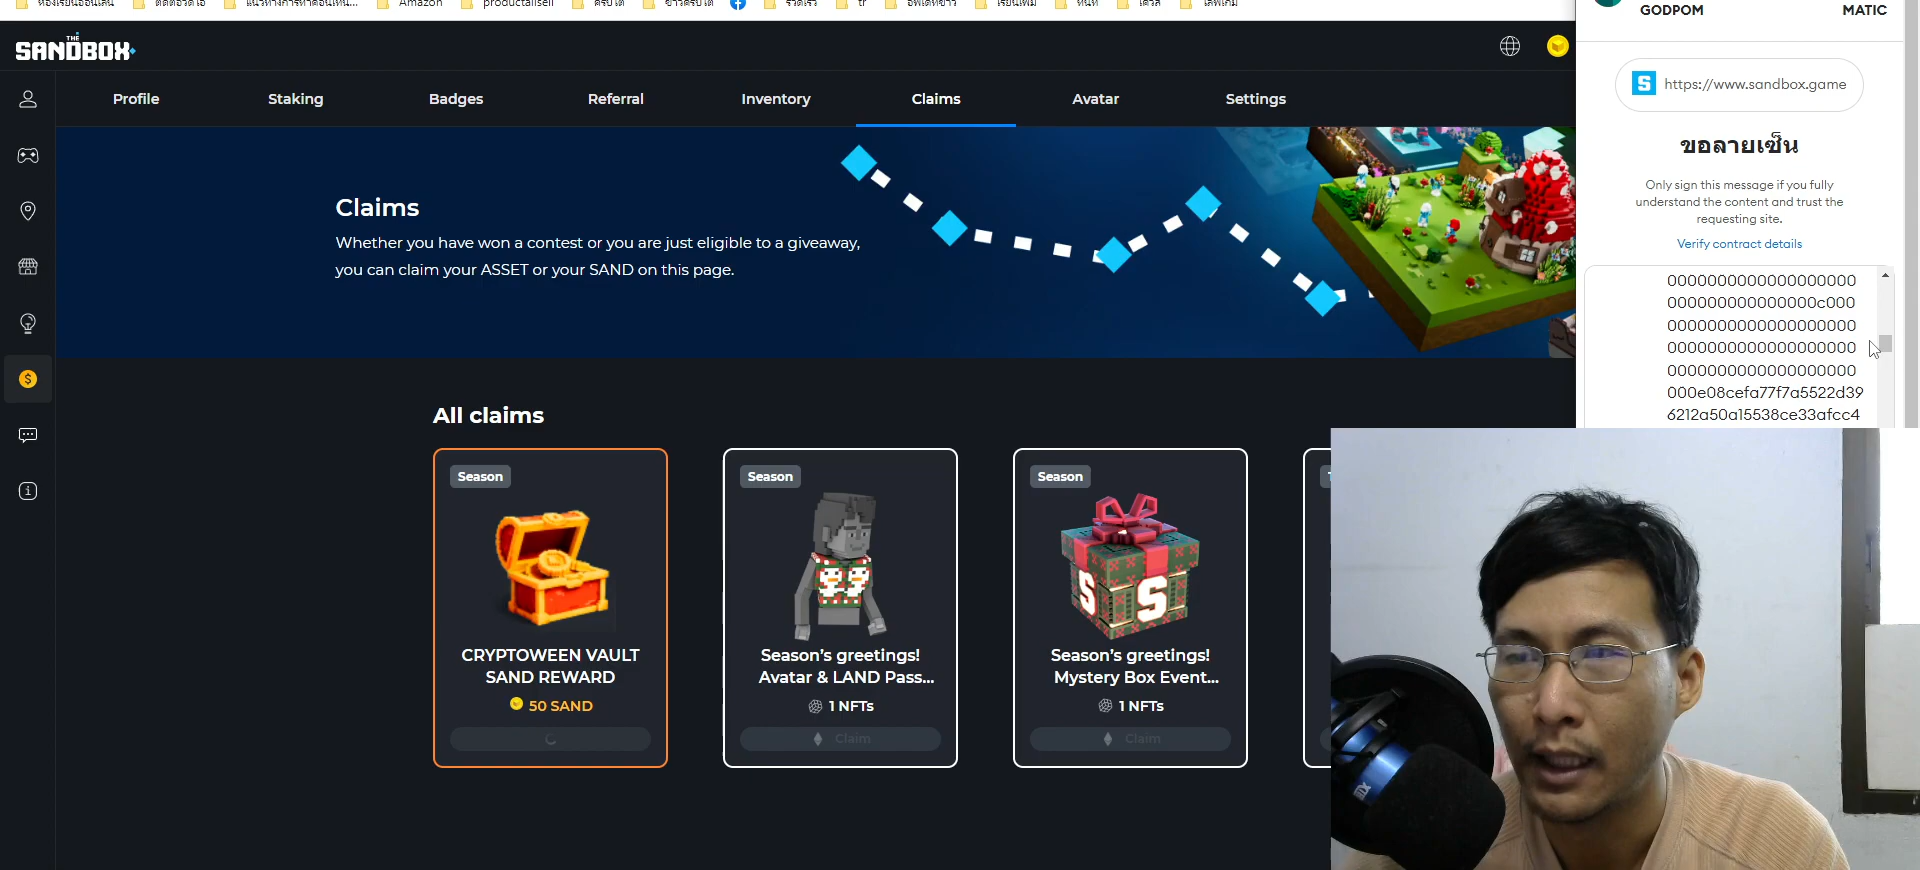 Amazon
productallsell
tr
GODPOM
MATIC
THE
SANDBOX
https://www.sandbox.game
Profile
Staking
Badges
Referral
Inventory
Claims
Avatar
Settings
ขอลายเซ็น
Only sign this message if you fully
understand the content and trust the
requesting site.
Verify contract details
Claims
Whether you have won a contest or you are just eligible to a giveaway,
you can claim your ASSET or your SAND on this page.
0000000000000000000
000000000000000c000
0000000000000000000
0000000000000000000
0000000000000000000
000e08cefa77f7a5522d39
6212a50a15538ce33afcc4
All claims
Season
CRYPTOWEEN VAULT
SAND REWARD
50 SAND
Season
Season’s greetings!
Avatar & LAND Pass...
1 NFTs
Claim
Season
S S
Season’s greetings!
Mystery Box Event...
1 NFTs
Claim